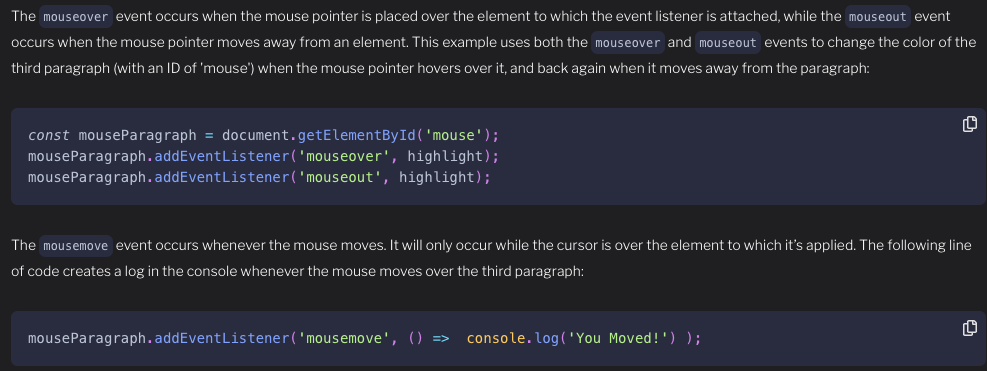 The mouseover event occurs when the mouse pointer is placed over the element to which the event listener is attached, while the mouseout event
occurs when the mouse pointer moves away from an element. This example uses both the mouseover and mouseout events to change the color of the
third paragraph (with an ID of 'mouse') when the mouse pointer hovers over it, and back again when it moves away from the paragraph:
const mouseParagraph = document.getElementById('mouse');
mouseParagraph.addEventListener('mouseover', highlight);
mouseParagraph.addEventListener('mouseout', highlight);
The mousemove event occurs whenever the mouse moves. It will only occur while the cursor is over the element to which it’s applied. The following line
of code creates a log in the console whenever the mouse moves over the third paragraph:
mouseParagraph.addEventListener('mousemove', () =>  console.log('You Moved!') );